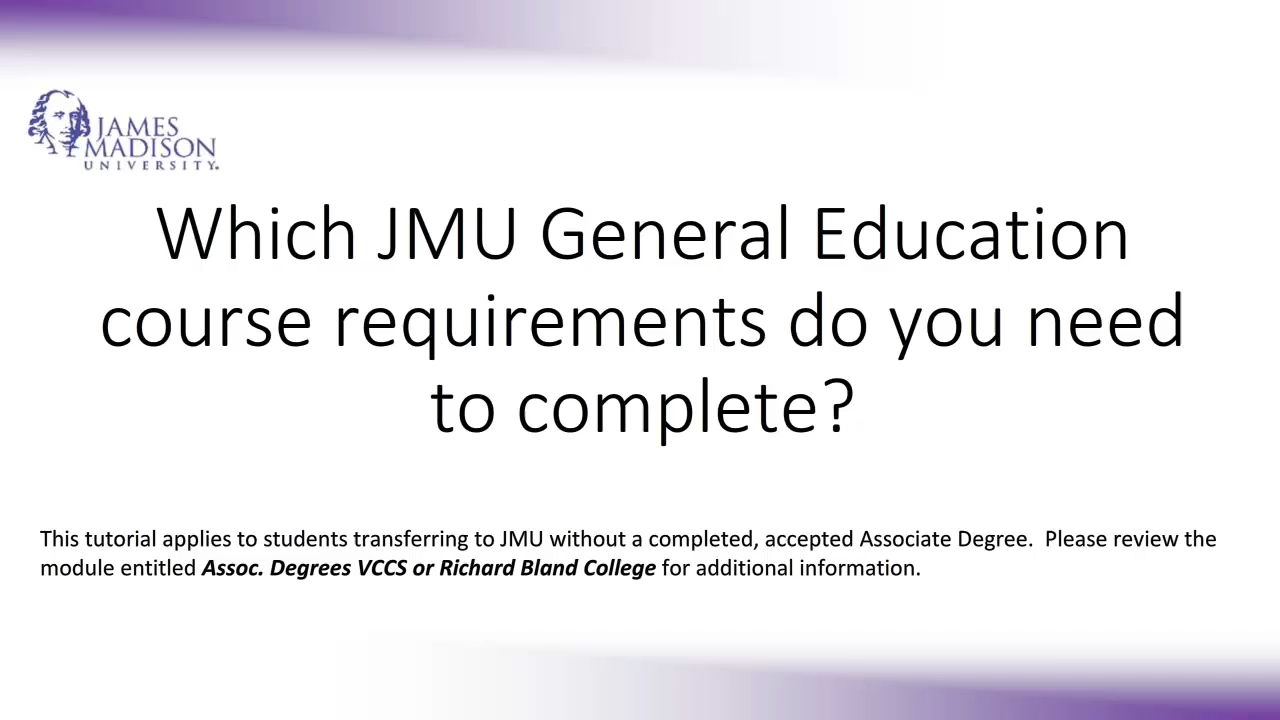 JAMES
MADISON
UNIVERSITY.
Which JMU General Education
course requirements do you need
to complete?
This tutorial applies to students transferring to JMU without a completed, accepted Associate Degree.  Please review the
module entitled Assoc. Degrees VCCS or Richard Bland College for additional information.